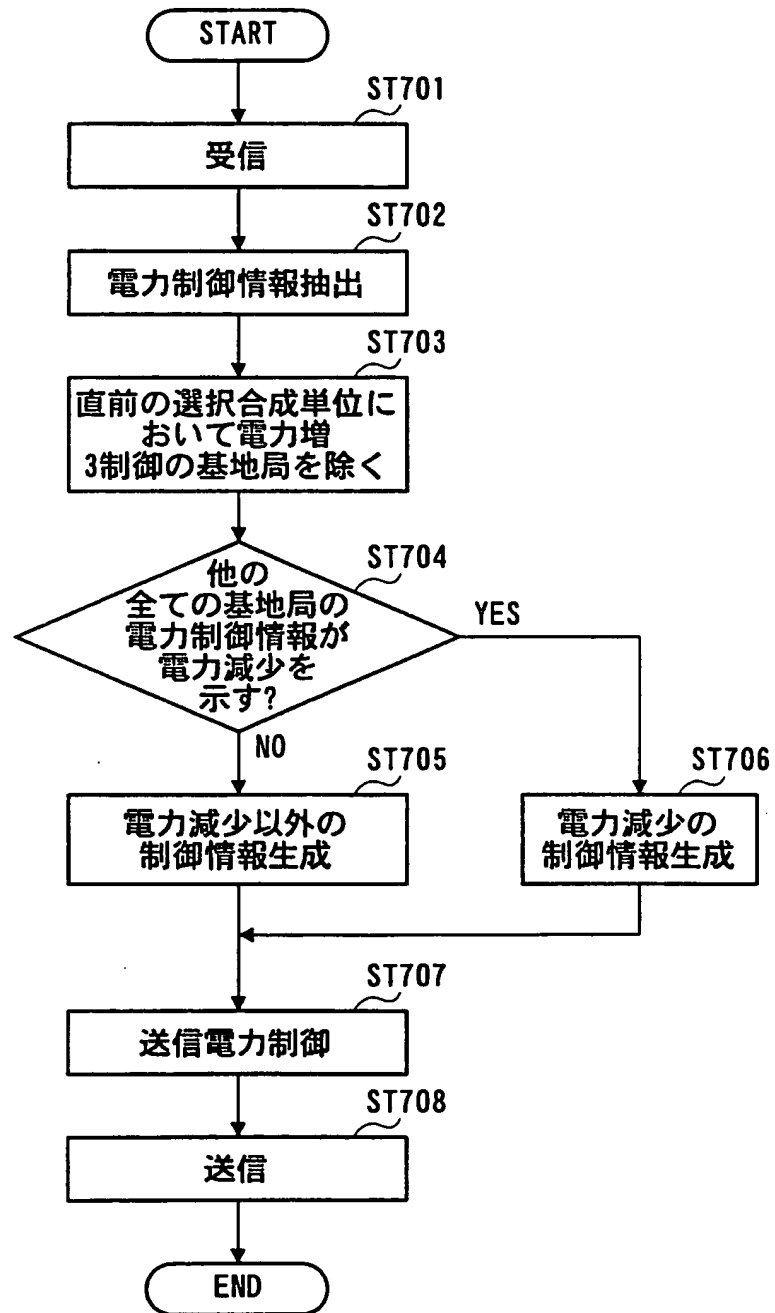 START
ST701
受信
ST702
電力制御情報抽出
ST703
直前の選択合成単位に
おいて電力増
3制御の基地局を除く
ST704
他の
全ての基地局の
電力制御情報が
電力減少を
示す?
YES
NO
ST705
電力減少以外の
制御情報生成
ST706
電力減少の
制御情報生成
ST707
送信電力制御
ST708
送信
END